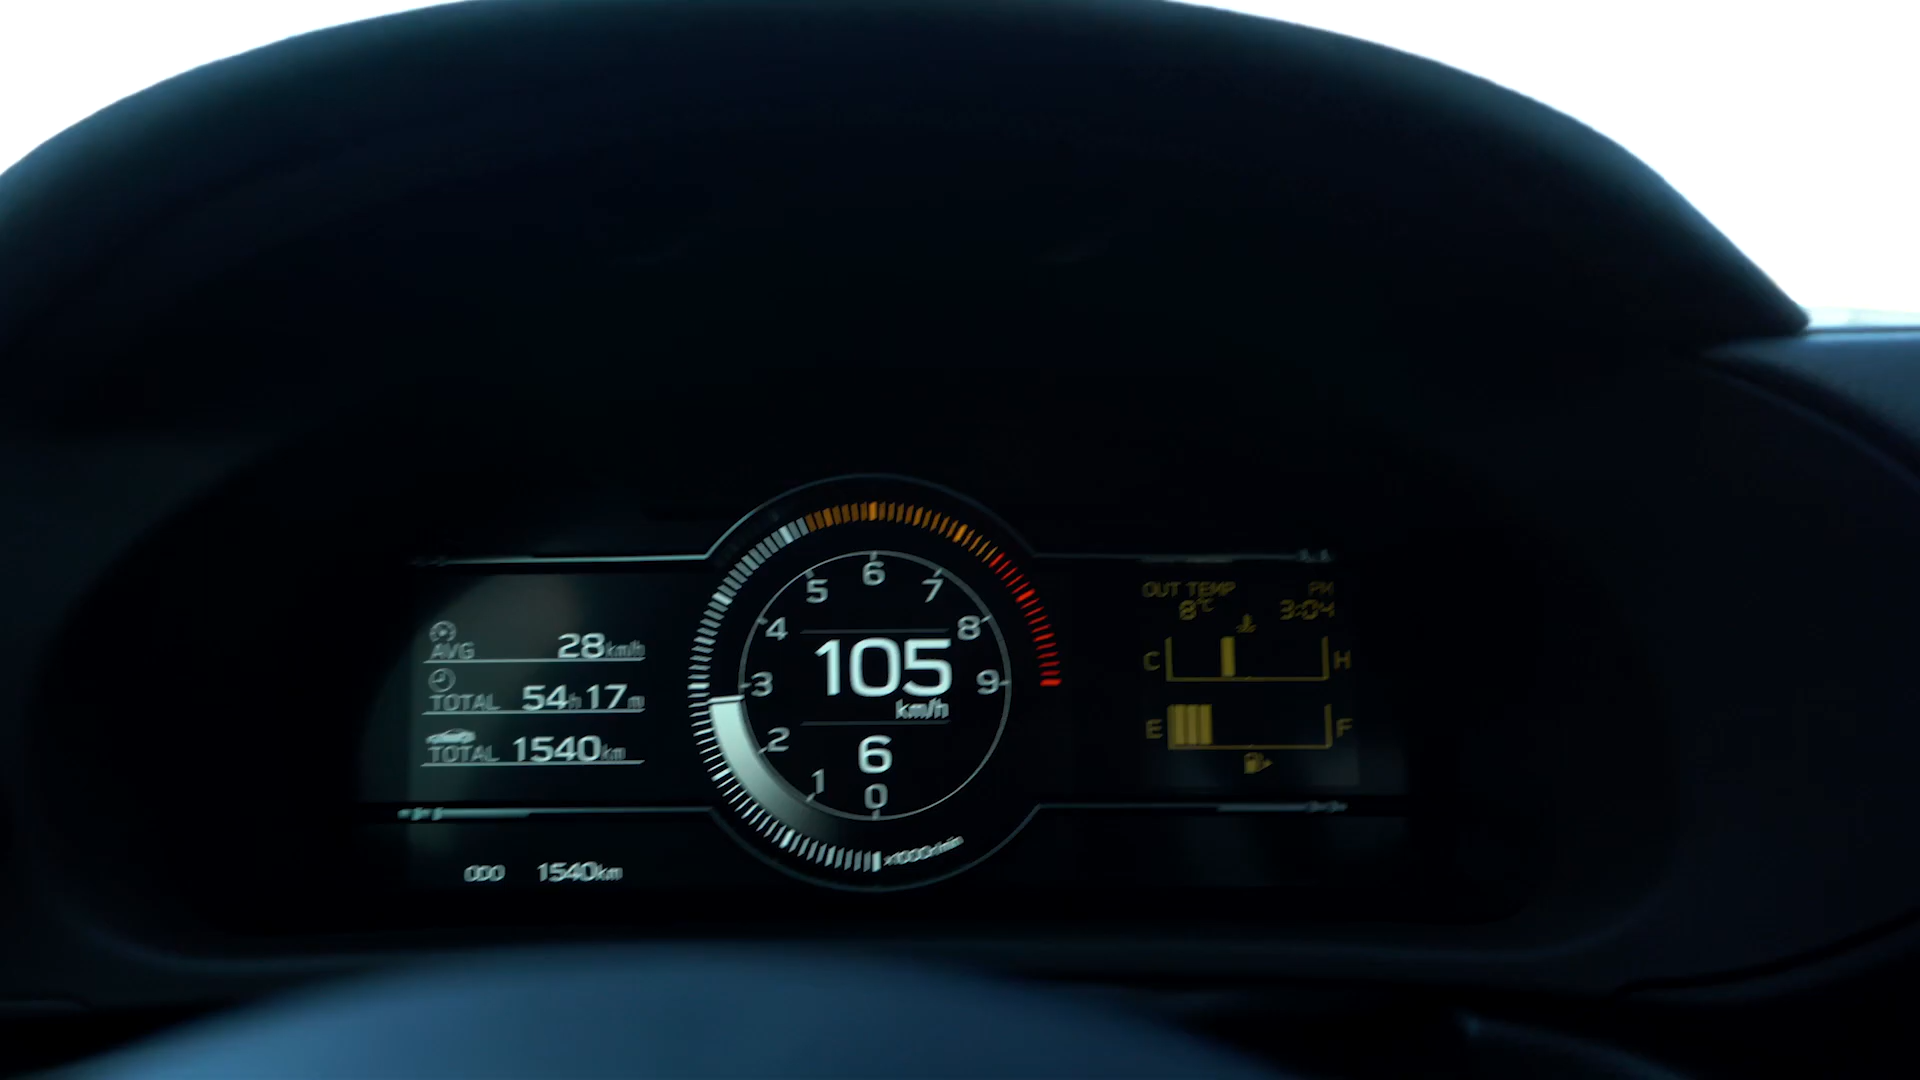 AVG 28km/h
TOTAL 54h17m
TOTAL 1540km
ODO 1540km
5 6 7
4 8
3 9
105
km/h
2
6
1 0
×1000r/min
OUT TEMP PM
8℃ 3:04
C H
E F